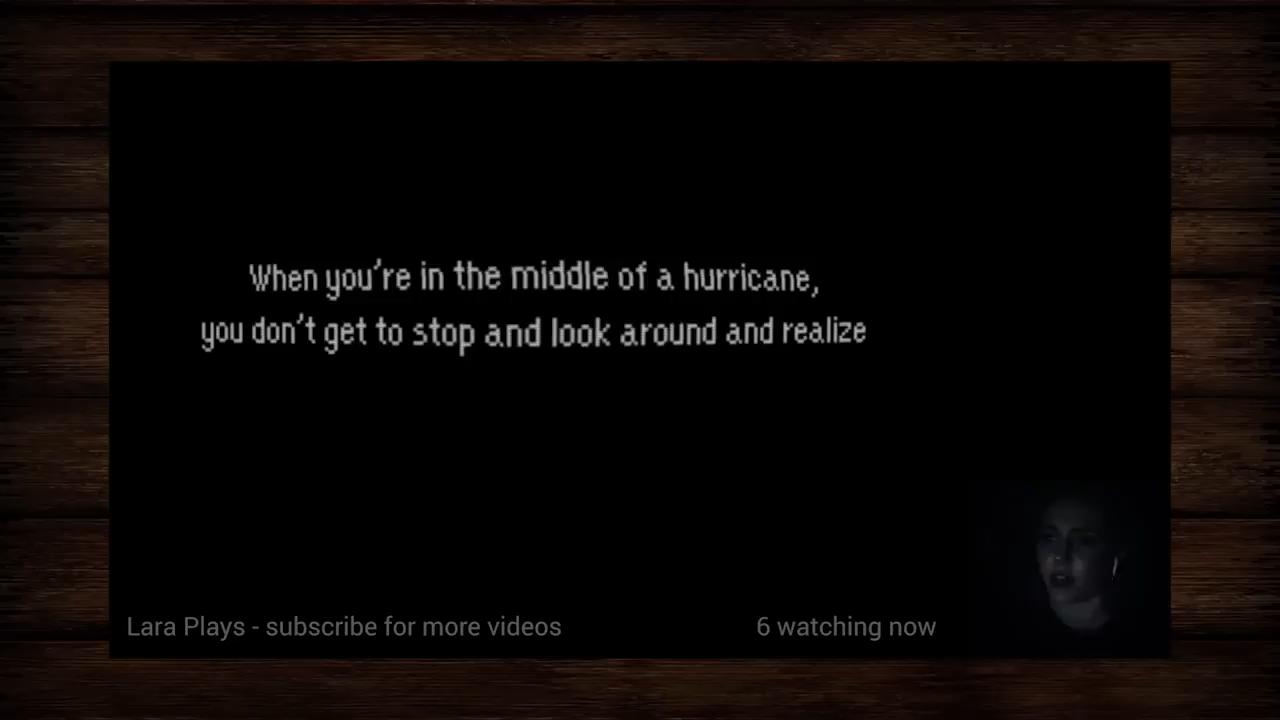 When you're in the middle of a hurricane,
you don't get to stop and look around and realize
Lara Plays - subscribe for more videos
6 watching now